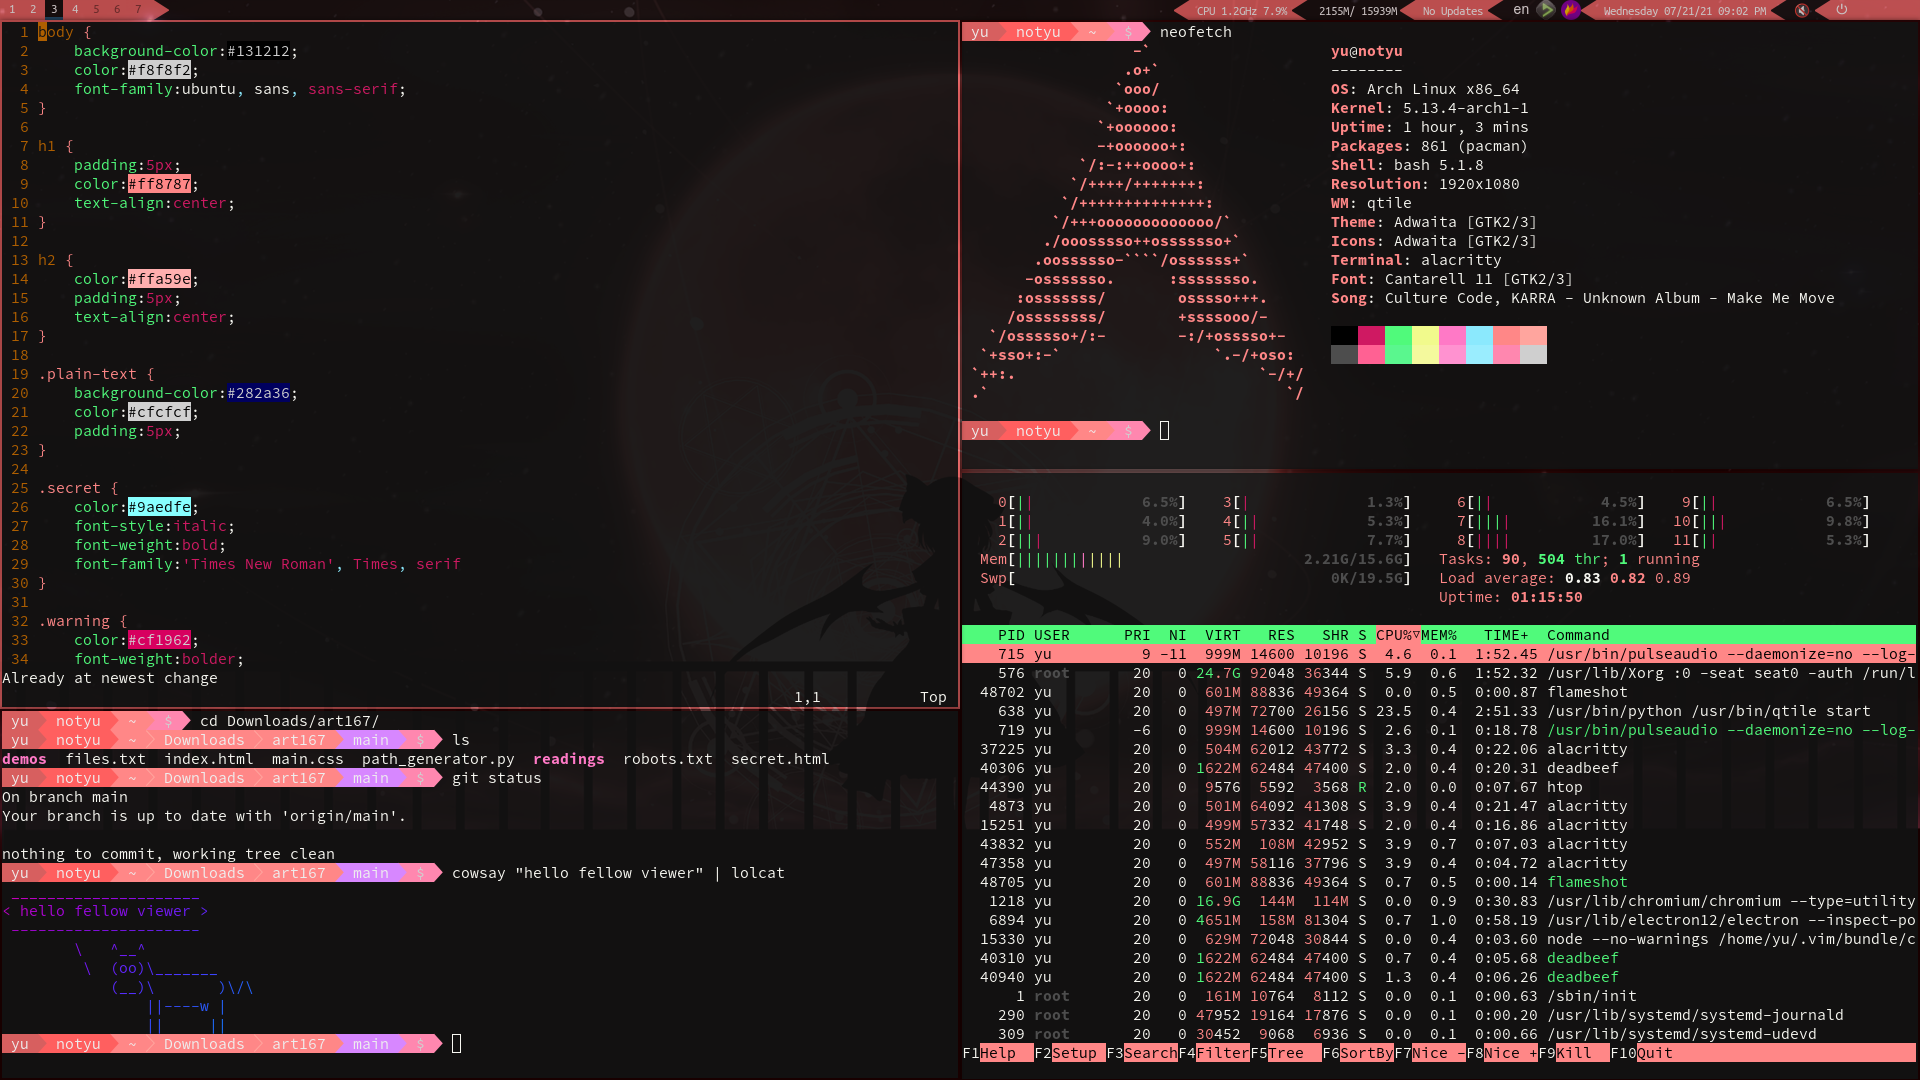 1 2 3 4 5 6 7
CPU 1.2GHz 7.9% 2155M/ 15939M No Updates en Wednesday 07/21/21 09:02 PM
1 body {
2 background-color:#131212;
3 color:#f8f8f2;
4 font-family:ubuntu, sans, sans-serif;
5 }
6
7 h1 {
8 padding:5px;
9 color:#ff8787;
10 text-align:center;
11 }
12
13 h2 {
14 color:#ffa59e;
15 padding:5px;
16 text-align:center;
17 }
18
19 .plain-text {
20 background-color:#282a36;
21 color:#cfcfcf;
22 padding:5px;
23 }
24
25 .secret {
26 color:#9aedfe;
27 font-style:italic;
28 font-weight:bold;
29 font-family:'Times New Roman', Times, serif
30 }
31
32 .warning {
33 color:#cf1962;
34 font-weight:bolder;
Already at newest change
1,1 Top
yu notyu ~ $ cd Downloads/art167/
yu notyu ~ Downloads art167 main $ ls
demos files.txt index.html main.css path_generator.py readings robots.txt secret.html
yu notyu ~ Downloads art167 main $ git status
On branch main
Your branch is up to date with 'origin/main'.
nothing to commit, working tree clean
yu notyu ~ Downloads art167 main $ cowsay "hello fellow viewer" | lolcat
_____________________
< hello fellow viewer >
---------------------
\   ^__^
\  (oo)\_______
(__)\       )\/\
||----w |
||     ||
yu notyu ~ Downloads art167 main $
yu notyu ~ $ neofetch
-`
.o+`
`ooo/
`+oooo:
`+oooooo:
-+oooooo+:
`/:-:++oooo+:
`/++++/+++++++:
`/++++++++++++++:
`/+++ooooooooooooo/`
./ooosssso++osssssso+`
.oossssso-````/ossssss+`
-osssssso.      :ssssssso.
:osssssss/        osssso+++.
/ossssssss/        +ssssooo/-
`/ossssso+/:-        -:/+osssso+-
`+sso+:-`                 `.-/+oso:
`++:.                           `-/+/
.`                                 `/
yu@notyu
--------
OS: Arch Linux x86_64
Kernel: 5.13.4-arch1-1
Uptime: 1 hour, 3 mins
Packages: 861 (pacman)
Shell: bash 5.1.8
Resolution: 1920x1080
WM: qtile
Theme: Adwaita [GTK2/3]
Icons: Adwaita [GTK2/3]
Terminal: alacritty
Font: Cantarell 11 [GTK2/3]
Song: Culture Code, KARRA - Unknown Album - Make Me Move
yu notyu ~ $
0[|| 6.5%] 3[| 1.3%] 6[|| 4.5%] 9[|| 6.5%]
1[|| 4.0%] 4[|| 5.3%] 7[|||| 16.1%] 10[||| 9.8%]
2[||| 9.0%] 5[|| 7.7%] 8[|||| 17.0%] 11[|| 5.3%]
Mem[|||||||||||| 2.21G/15.6G] Tasks: 90, 504 thr; 1 running
Swp[ 0K/19.5G] Load average: 0.83 0.82 0.89
Uptime: 01:15:50
PID USER PRI NI VIRT RES SHR S CPU%▽MEM% TIME+ Command
715 yu 9 -11 999M 14600 10196 S 4.6 0.1 1:52.45 /usr/bin/pulseaudio --daemonize=no --log-
576 root 20 0 24.7G 92048 36344 S 5.9 0.6 1:52.32 /usr/lib/Xorg :0 -seat seat0 -auth /run/l
48702 yu 20 0 601M 88836 49364 S 0.0 0.5 0:00.87 flameshot
638 yu 20 0 497M 72700 26156 S 23.5 0.4 2:51.33 /usr/bin/python /usr/bin/qtile start
719 yu -6 0 999M 14600 10196 S 2.6 0.1 0:18.78 /usr/bin/pulseaudio --daemonize=no --log-
37225 yu 20 0 504M 62012 43772 S 3.3 0.4 0:22.06 alacritty
40306 yu 20 0 1622M 62484 47400 S 2.0 0.4 0:20.31 deadbeef
44390 yu 20 0 9576 5592 3568 R 2.0 0.0 0:07.67 htop
4873 yu 20 0 501M 64092 41308 S 3.9 0.4 0:21.47 alacritty
15251 yu 20 0 499M 57332 41748 S 2.0 0.4 0:16.86 alacritty
43832 yu 20 0 552M 108M 42952 S 3.9 0.7 0:07.03 alacritty
47358 yu 20 0 497M 58116 37796 S 3.9 0.4 0:04.72 alacritty
48705 yu 20 0 601M 88836 49364 S 0.7 0.5 0:00.14 flameshot
1218 yu 20 0 16.9G 144M 114M S 0.0 0.9 0:30.83 /usr/lib/chromium/chromium --type=utility
6894 yu 20 0 4651M 158M 81304 S 0.7 1.0 0:58.19 /usr/lib/electron12/electron --inspect-po
15330 yu 20 0 629M 72048 30844 S 0.0 0.4 0:03.60 node --no-warnings /home/yu/.vim/bundle/c
40310 yu 20 0 1622M 62484 47400 S 0.7 0.4 0:05.68 deadbeef
40940 yu 20 0 1622M 62484 47400 S 1.3 0.4 0:06.26 deadbeef
1 root 20 0 161M 10764 8112 S 0.0 0.1 0:00.63 /sbin/init
290 root 20 0 47952 19164 17876 S 0.0 0.1 0:00.20 /usr/lib/systemd/systemd-journald
309 root 20 0 30452 9068 6936 S 0.0 0.1 0:00.66 /usr/lib/systemd/systemd-udevd
F1Help F2Setup F3SearchF4FilterF5Tree F6SortByF7Nice -F8Nice +F9Kill F10Quit